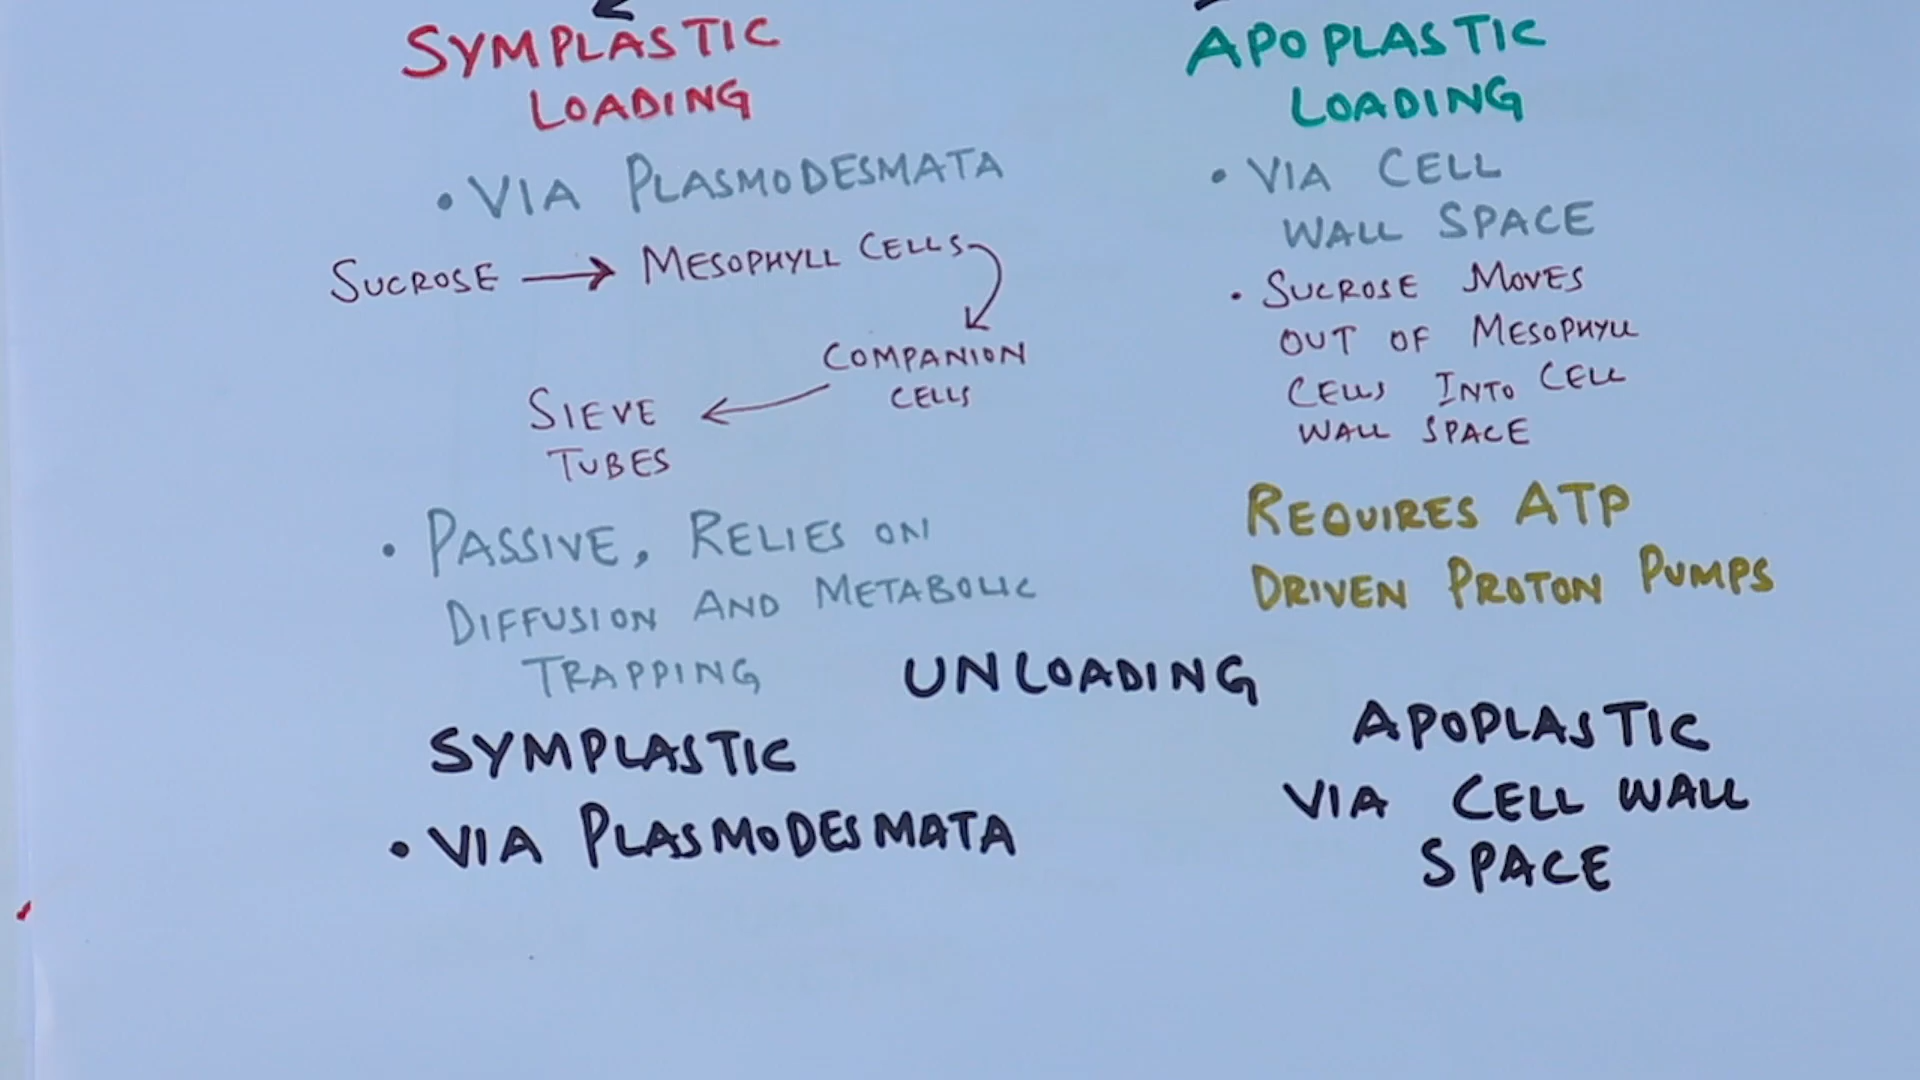 SYMPLASTIC
LOADING
• VIA PLASMODESMATA
SUCROSE → MESOPHYLL CELLS
COMPANION
CELLS
SIEVE
TUBES
• PASSIVE, RELIES ON
DIFFUSION AND METABOLIC
TRAPPING
APOPLASTIC
LOADING
• VIA CELL
WALL SPACE
• SUCROSE MOVES
OUT OF MESOPHYLL
CELLS INTO CELL
WALL SPACE
REQUIRES ATP
DRIVEN PROTON PUMPS
UNLOADING
SYMPLASTIC
• VIA PLASMODESMATA
APOPLASTIC
VIA CELL WALL
SPACE